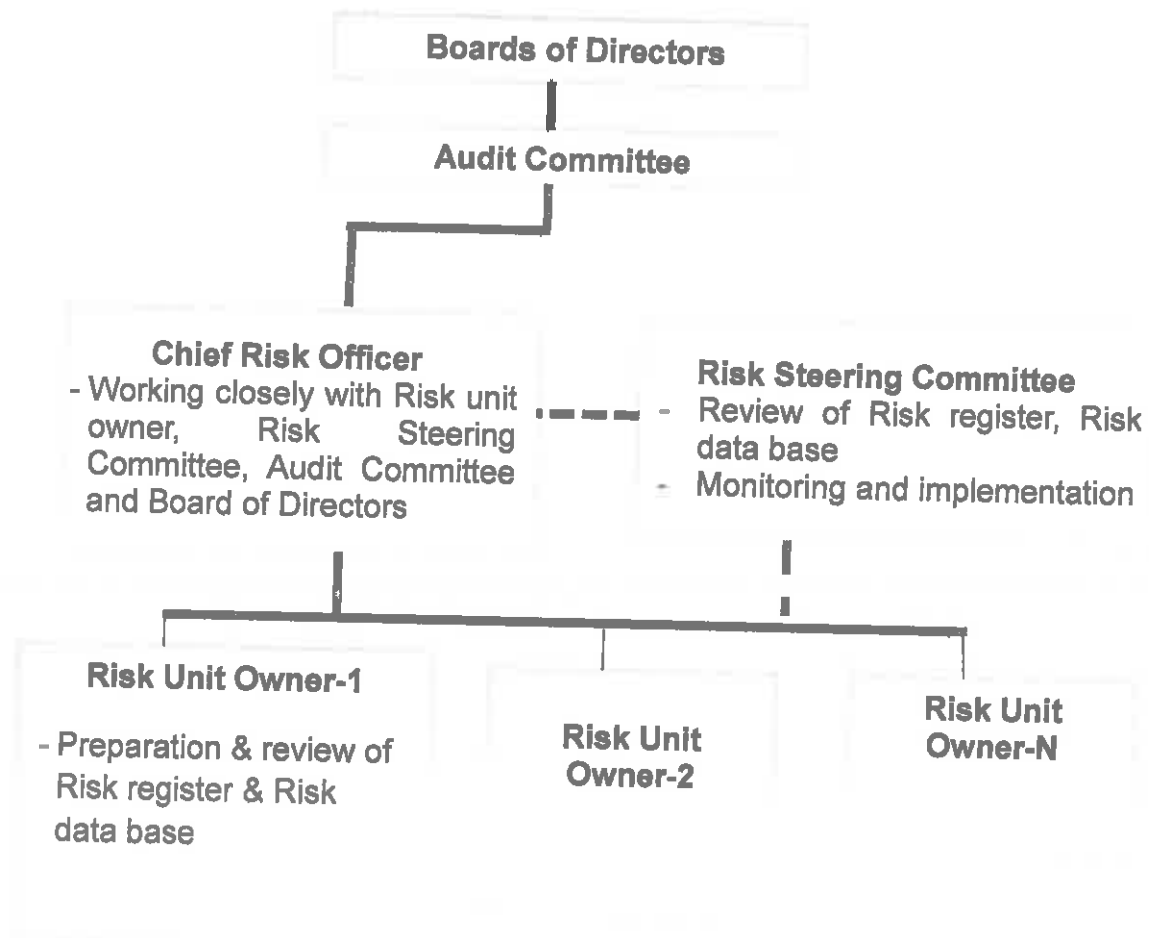 Boards of Directors
Audit Committee
Chief Risk Officer
- Working closely with Risk unit
owner, Risk Steering
Committee, Audit Committee
and Board of Directors
Risk Steering Committee
- Review of Risk register, Risk
data base
- Monitoring and implementation
Risk Unit Owner-1
- Preparation & review of
Risk register & Risk
data base
Risk Unit
Owner-2
Risk Unit
Owner-N